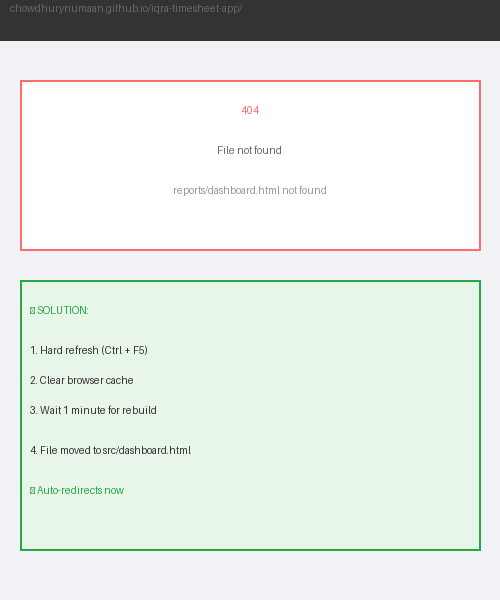 chowdhurynumaan.github.io/iqra-timesheet-app/
404
File not found
reports/dashboard.html not found
SOLUTION:
1. Hard refresh (Ctrl + F5)
2. Clear browser cache
3. Wait 1 minute for rebuild
4. File moved to src/dashboard.html
Auto-redirects now